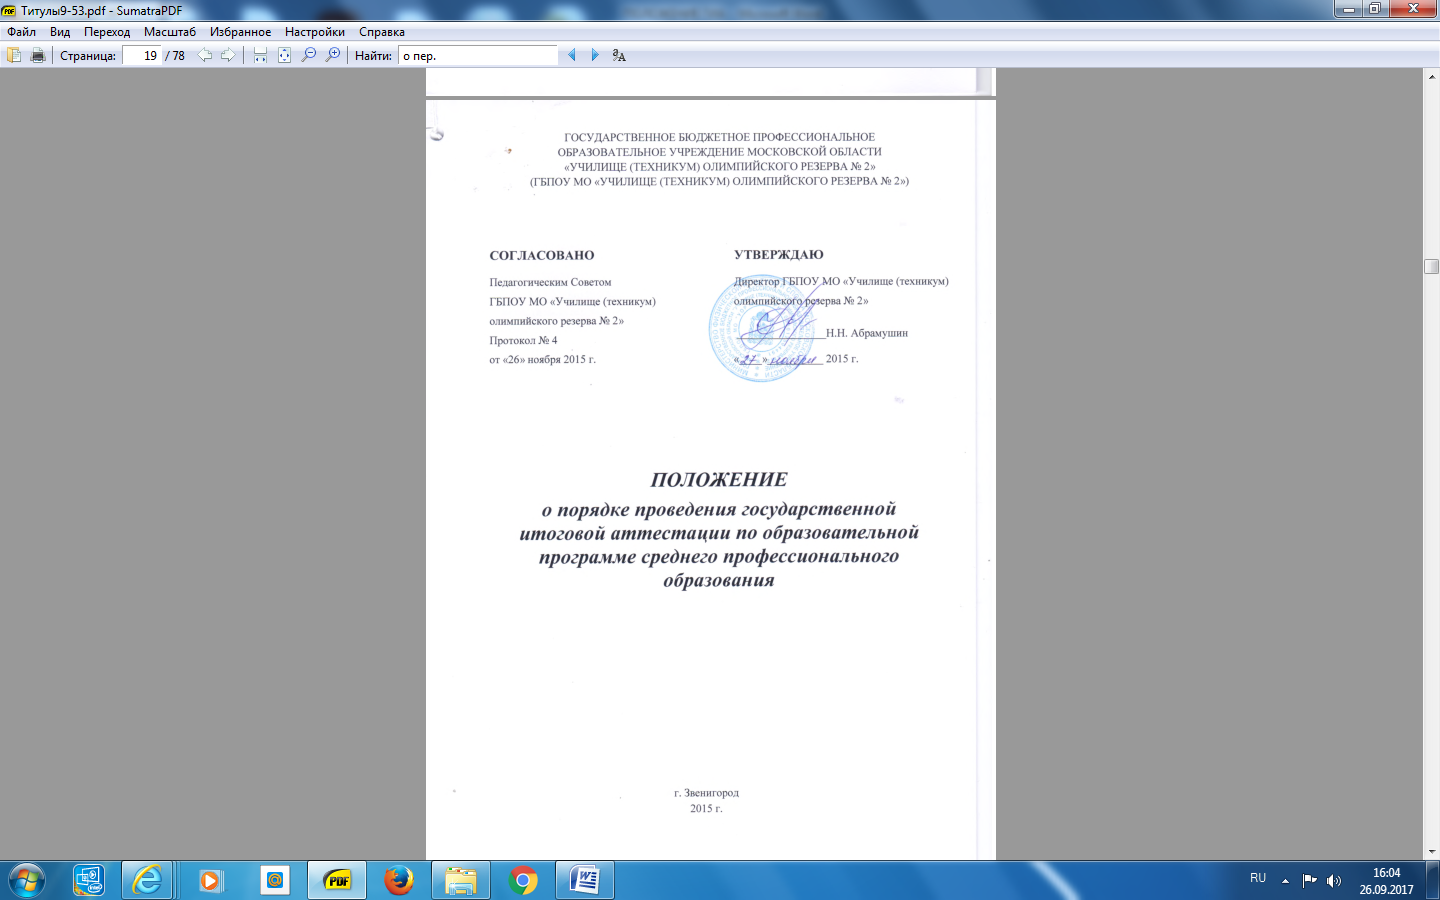 Титулы9-53.pdf - SumatraPDF
Файл Вид Переход Масштаб Избранное Настройки Справка
Страница: 19 / 78 Найти: о пер.
ГОСУДАРСТВЕННОЕ БЮДЖЕТНОЕ ПРОФЕССИОНАЛЬНОЕ
ОБРАЗОВАТЕЛЬНОЕ УЧРЕЖДЕНИЕ МОСКОВСКОЙ ОБЛАСТИ
«УЧИЛИЩЕ (ТЕХНИКУМ) ОЛИМПИЙСКОГО РЕЗЕРВА № 2»
(ГБПОУ МО «УЧИЛИЩЕ (ТЕХНИКУМ) ОЛИМПИЙСКОГО РЕЗЕРВА № 2»)
СОГЛАСОВАНО
Педагогическим Советом
ГБПОУ МО «Училище (техникум)
олимпийского резерва № 2»
Протокол № 4
от «26» ноября 2015 г.
УТВЕРЖДАЮ
Директор ГБПОУ МО «Училище (техникум)
олимпийского резерва № 2»
Н.Н. Абрамушин
«27» ноября 2015 г.
ПОЛОЖЕНИЕ
о порядке проведения государственной
итоговой аттестации по образовательной
программе среднего профессионального
образования
г. Звенигород
2015 г.
RU
16:04
26.09.2017
PDF